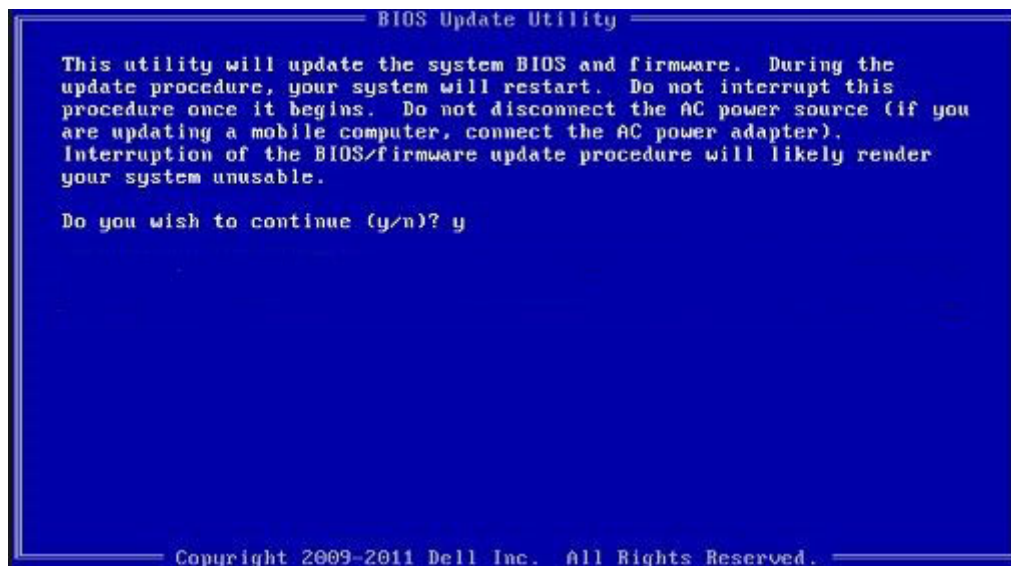 BIOS Update Utility
This utility will update the system BIOS and firmware. During the
update procedure, your system will restart. Do not interrupt this
procedure once it begins. Do not disconnect the AC power source (if you
are updating a mobile computer, connect the AC power adapter).
Interruption of the BIOS/firmware update procedure will likely render
your system unusable.
Do you wish to continue (y/n)? y
Copyright 2009-2011 Dell Inc. All Rights Reserved.